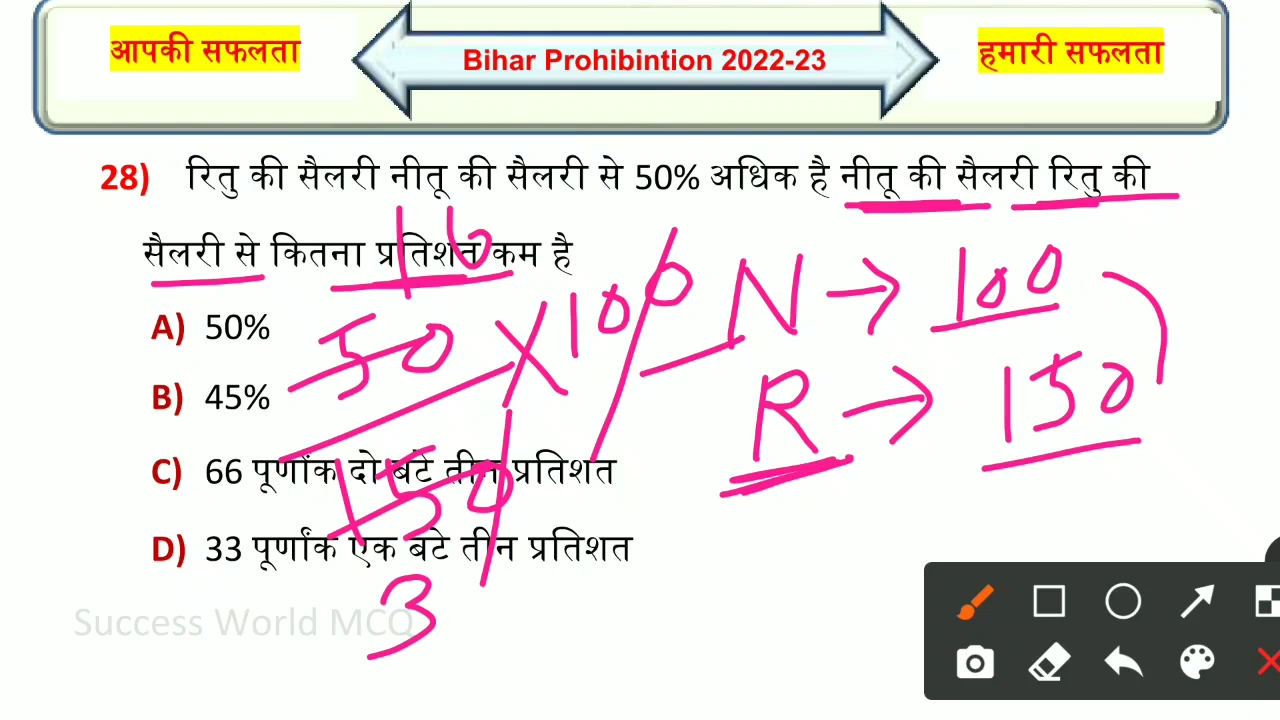 आपकी सफलता
Bihar Prohibintion 2022-23
हमारी सफलता
28) रितु की सैलरी नीतू की सैलरी से 50% अधिक है नीतू की सैलरी रितु की
सैलरी से कितना प्रतिशत कम है
A) 50%
B) 45%
C) 66 पूर्णांक दो बटे तीन प्रतिशत
D) 33 पूर्णांक एक बटे तीन प्रतिशत
16
50 X 100
150
3
N → 100
R → 150
Success World MCQ